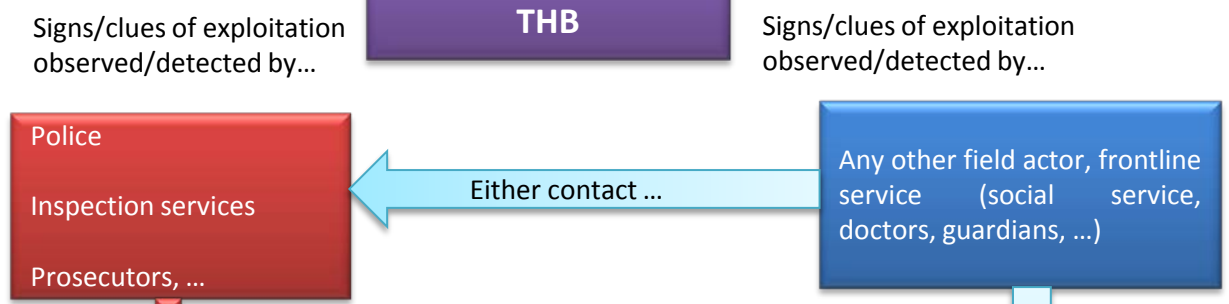 THB
Signs/clues of exploitation
observed/detected by…
Signs/clues of exploitation
observed/detected by…
Police
Inspection services
Prosecutors, …
Either contact …
Any other field actor, frontline
service (social service,
doctors, guardians, …)